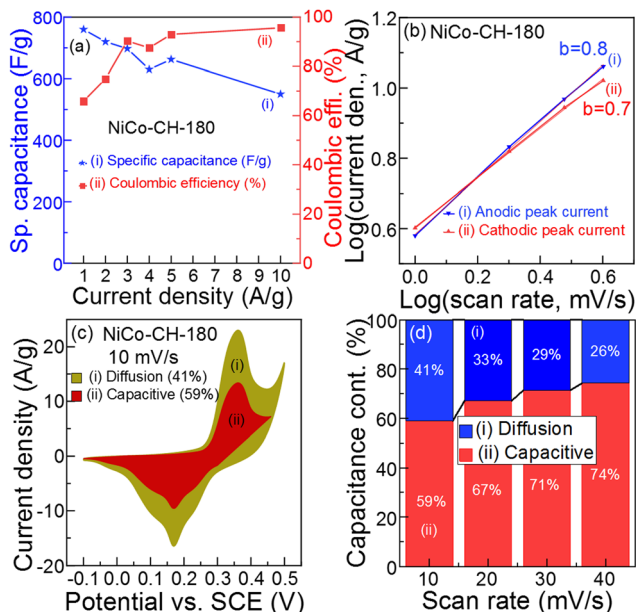 800
600
400
200
0
Sp. capacitance (F/g)
(a)
(ii)
(i)
NiCo-CH-180
(i) Specific capacitance (F/g)
(ii) Coulombic efficiency (%)
100
80
60
40
20
0
Coulombic effi. (%)
1 2 3 4 5 6 7 8 9 10
Current density (A/g)
(b) NiCo-CH-180
b=0.8
(i)
(ii)
b=0.7
1.2
1.0
0.8
0.6
Log(current den., A/g)
(i) Anodic peak current
(ii) Cathodic peak current
0.0 0.2 0.4 0.6
Log(scan rate, mV/s)
(c) NiCo-CH-180
10 mV/s
(i) Diffusion (41%)
(ii) Capacitive (59%)
(i)
(ii)
20
10
0
-10
-20
Current density (A/g)
-0.1 0.0 0.1 0.2 0.3 0.4 0.5
Potential vs. SCE (V)
(d)
(i)
41% 33% 29% 26%
(i) Diffusion
(ii) Capacitive
59% 67% 71% 74%
(ii)
100
80
60
40
20
0
Capacitance cont. (%)
10 20 30 40
Scan rate (mV/s)